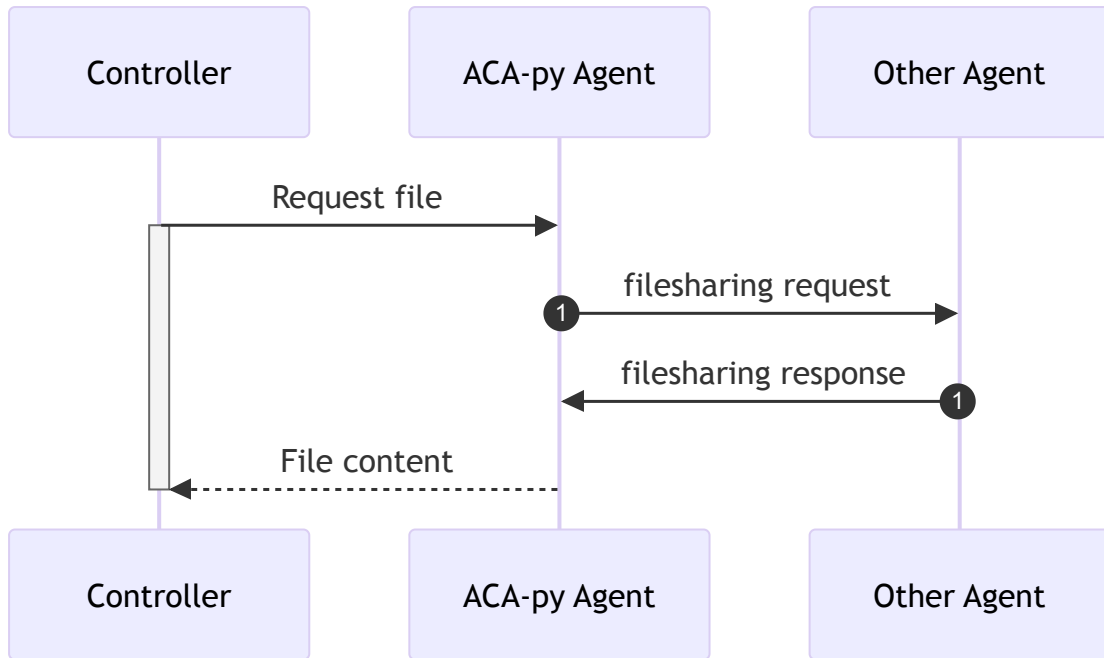 Controller
ACA-py Agent
Other Agent
Request file
filesharing request
1
filesharing response
1
File content
Controller
ACA-py Agent
Other Agent